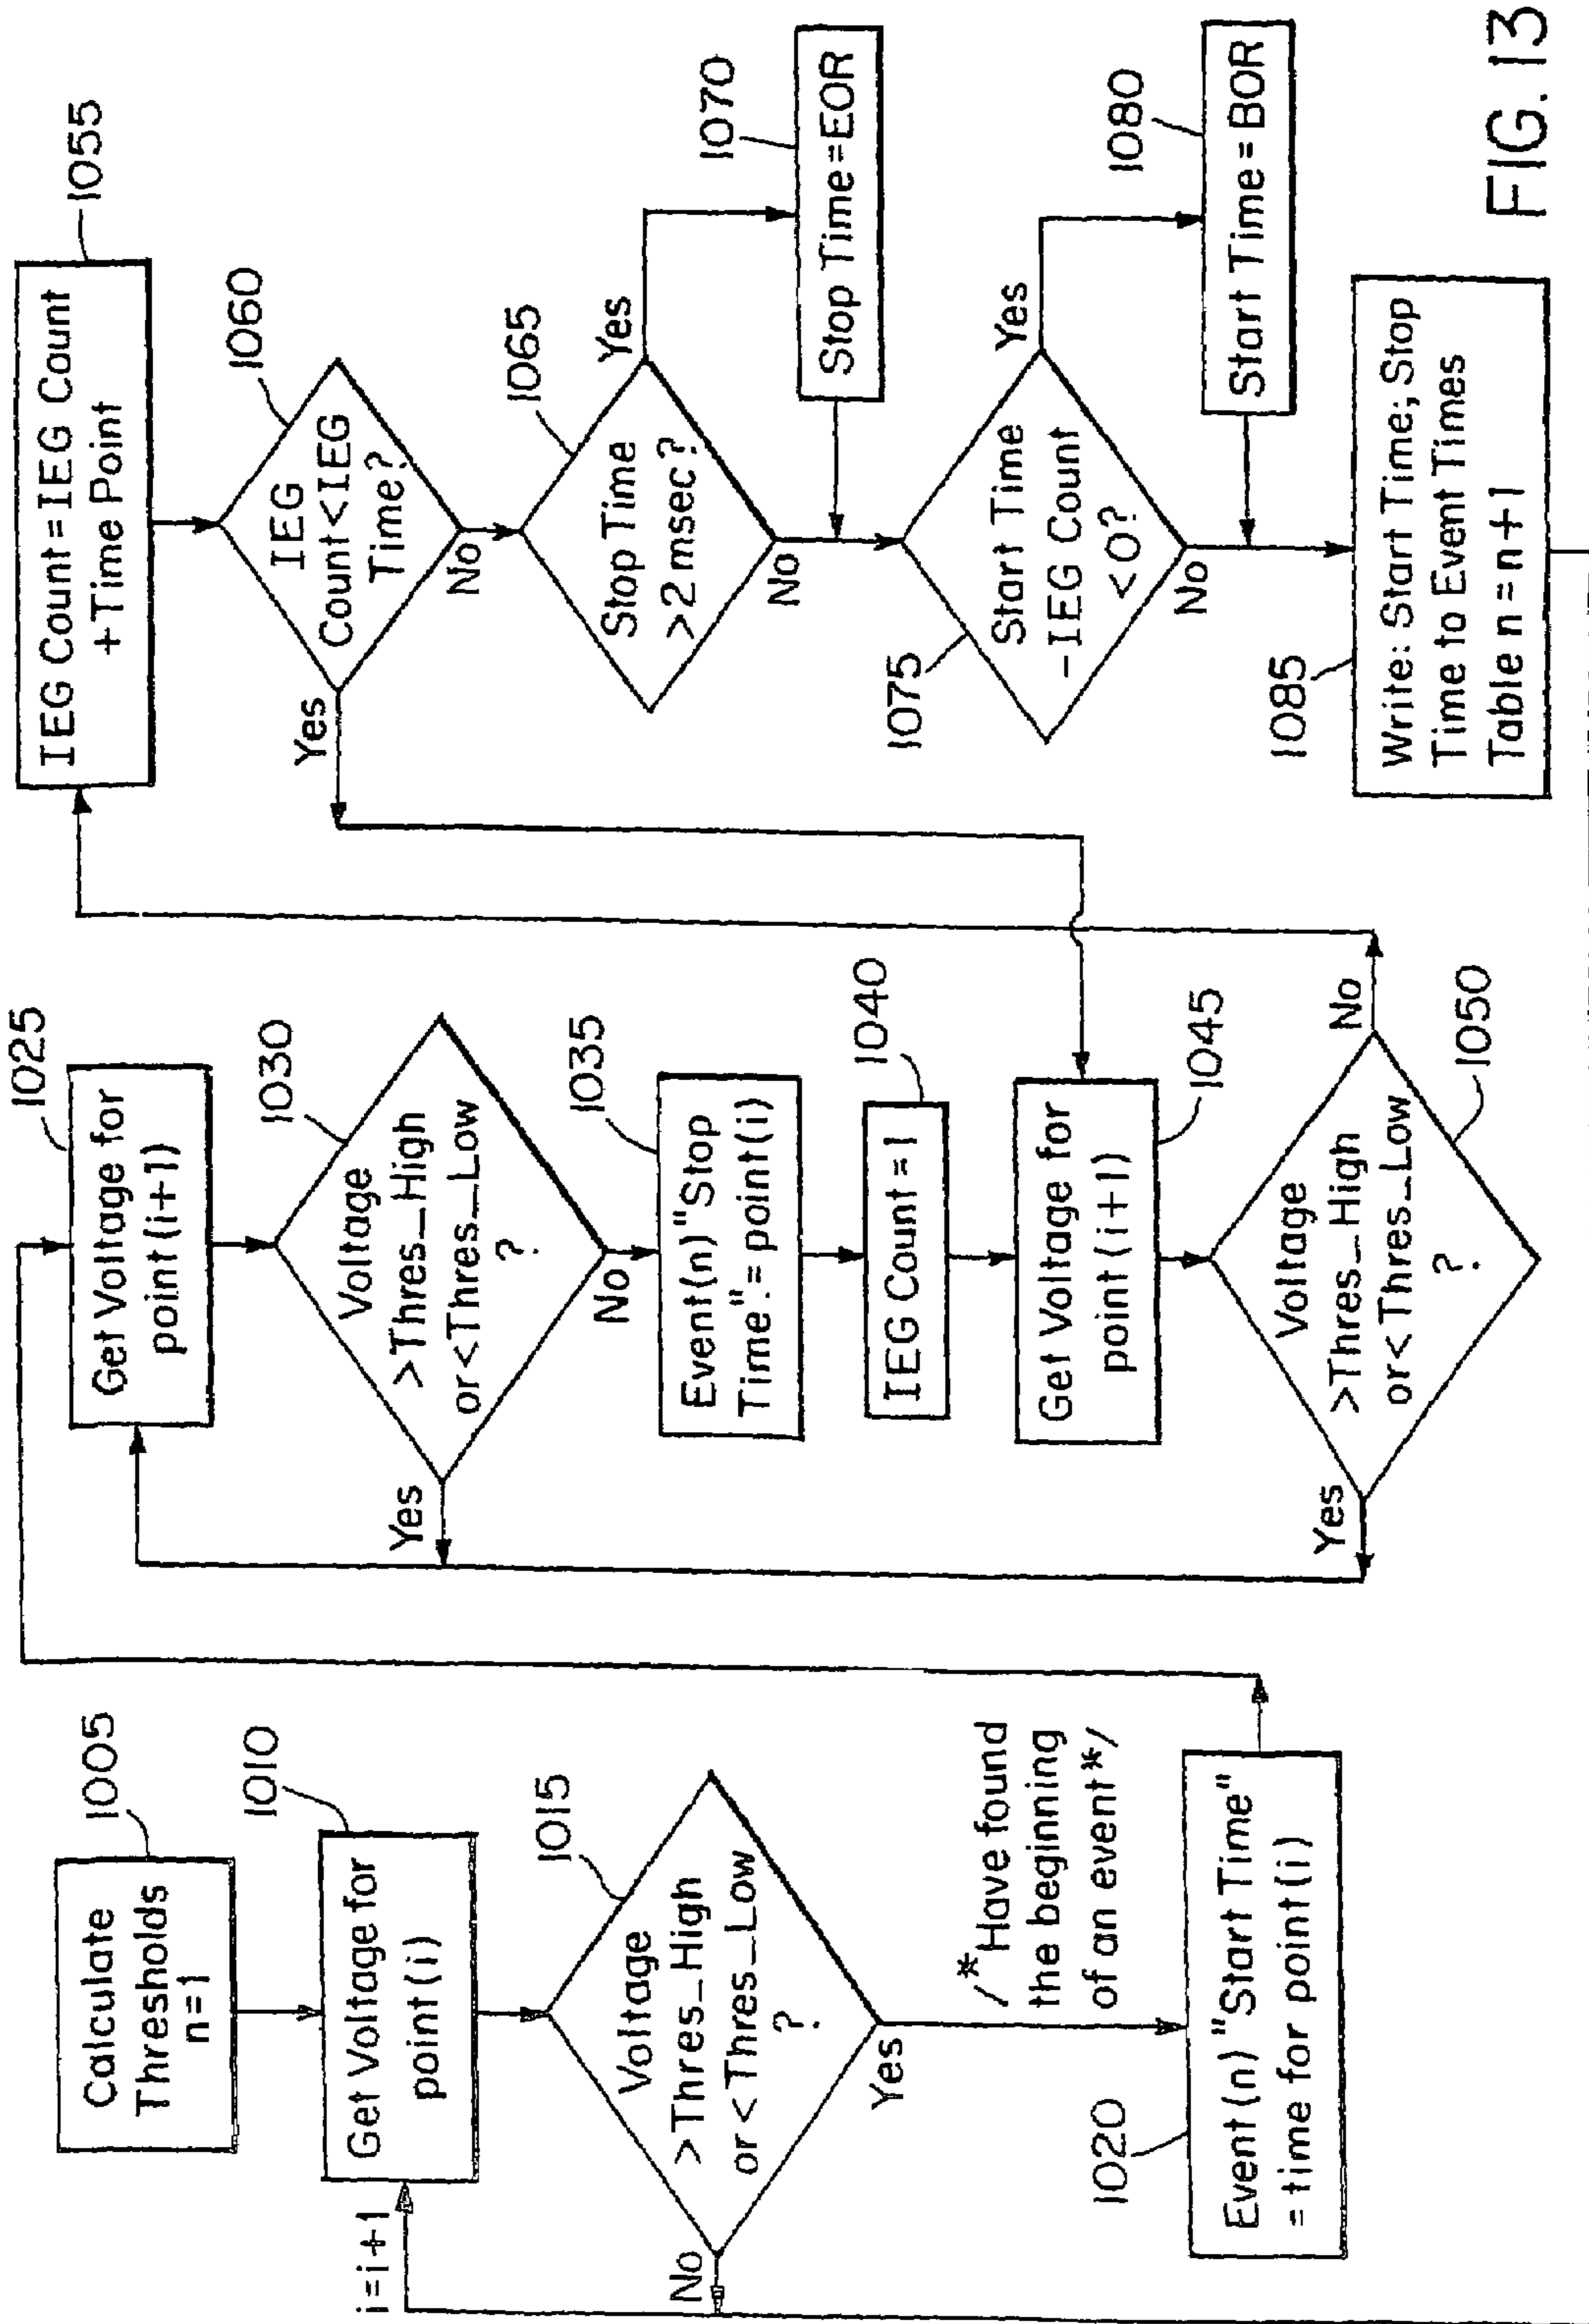 1005
Calculate
Thresholds
n=1
1010
Get Voltage for
point(i)
i=i+1
1015
Voltage
>Thres_High
or<Thres_Low
?
No
Yes
/*Have found
the beginning
of an event*/
1020
Event(n) "Start Time"
=time for point(i)
1025
Get Voltage for
point(i+1)
1030
Voltage
>Thres_High
or<Thres_Low
?
Yes
No
1035
Event(n)"Stop
Time"=point(i)
1040
IEG Count=1
1045
Get Voltage for
point(i+1)
1050
Voltage
>Thres_High
or<Thres_Low
?
Yes
No
1055
IEG Count=IEG Count
+Time Point
1060
IEG
Count<IEG
Time?
Yes
No
1065
Stop Time
>2msec?
Yes
No
1070
Stop Time=EOR
1075
Start Time
-IEG Count
<0?
Yes
No
1080
Start Time=BOR
1085
Write: Start Time; Stop
Time to Event Times
Table n=n+1
FIG. 13